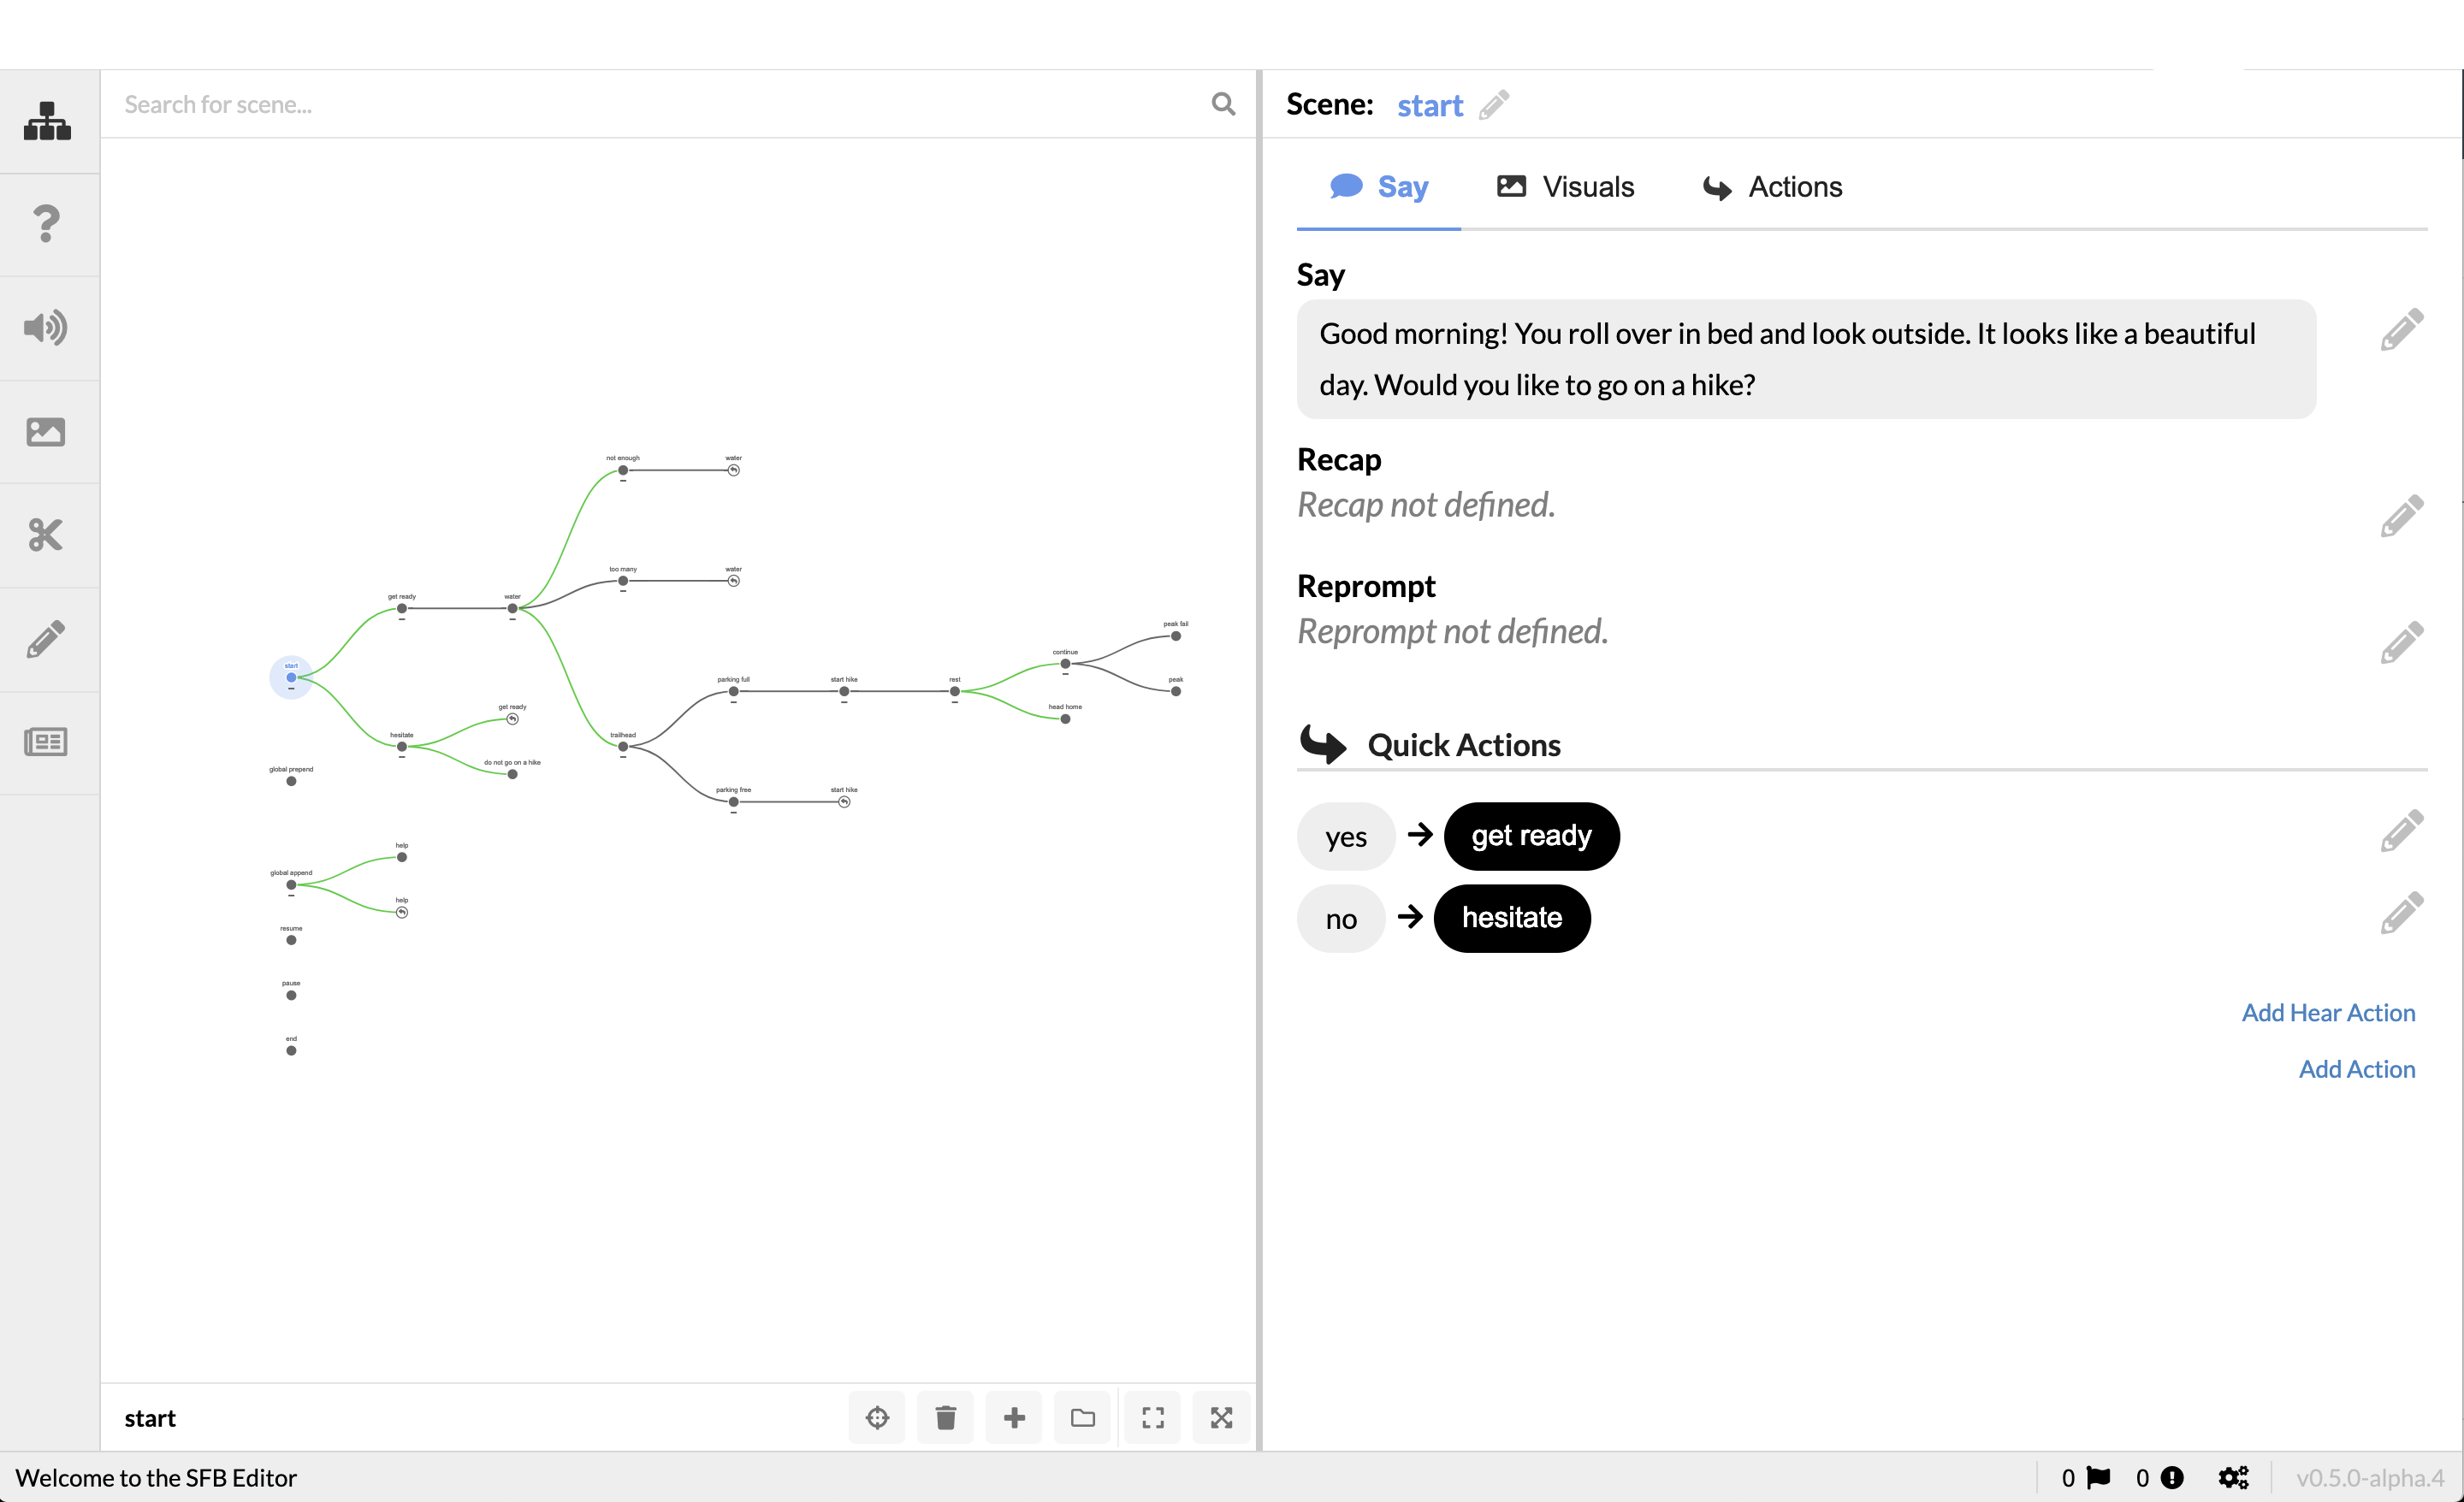 Search for scene...
not enough
water
too many
water
get ready
water
peak fail
continue
start
parking full
start hike
rest
peak
get ready
head home
hesitate
trailhead
do not go on a hike
global prepend
parking free
start hike
help
global append
help
resume
pause
end
start
Scene: start
Say
Visuals
Actions
Say
Good morning! You roll over in bed and look outside. It looks like a beautiful
day. Would you like to go on a hike?
Recap
Recap not defined.
Reprompt
Reprompt not defined.
Quick Actions
yes get ready
no hesitate
Add Hear Action
Add Action
Welcome to the SFB Editor
0
0
v0.5.0-alpha.4